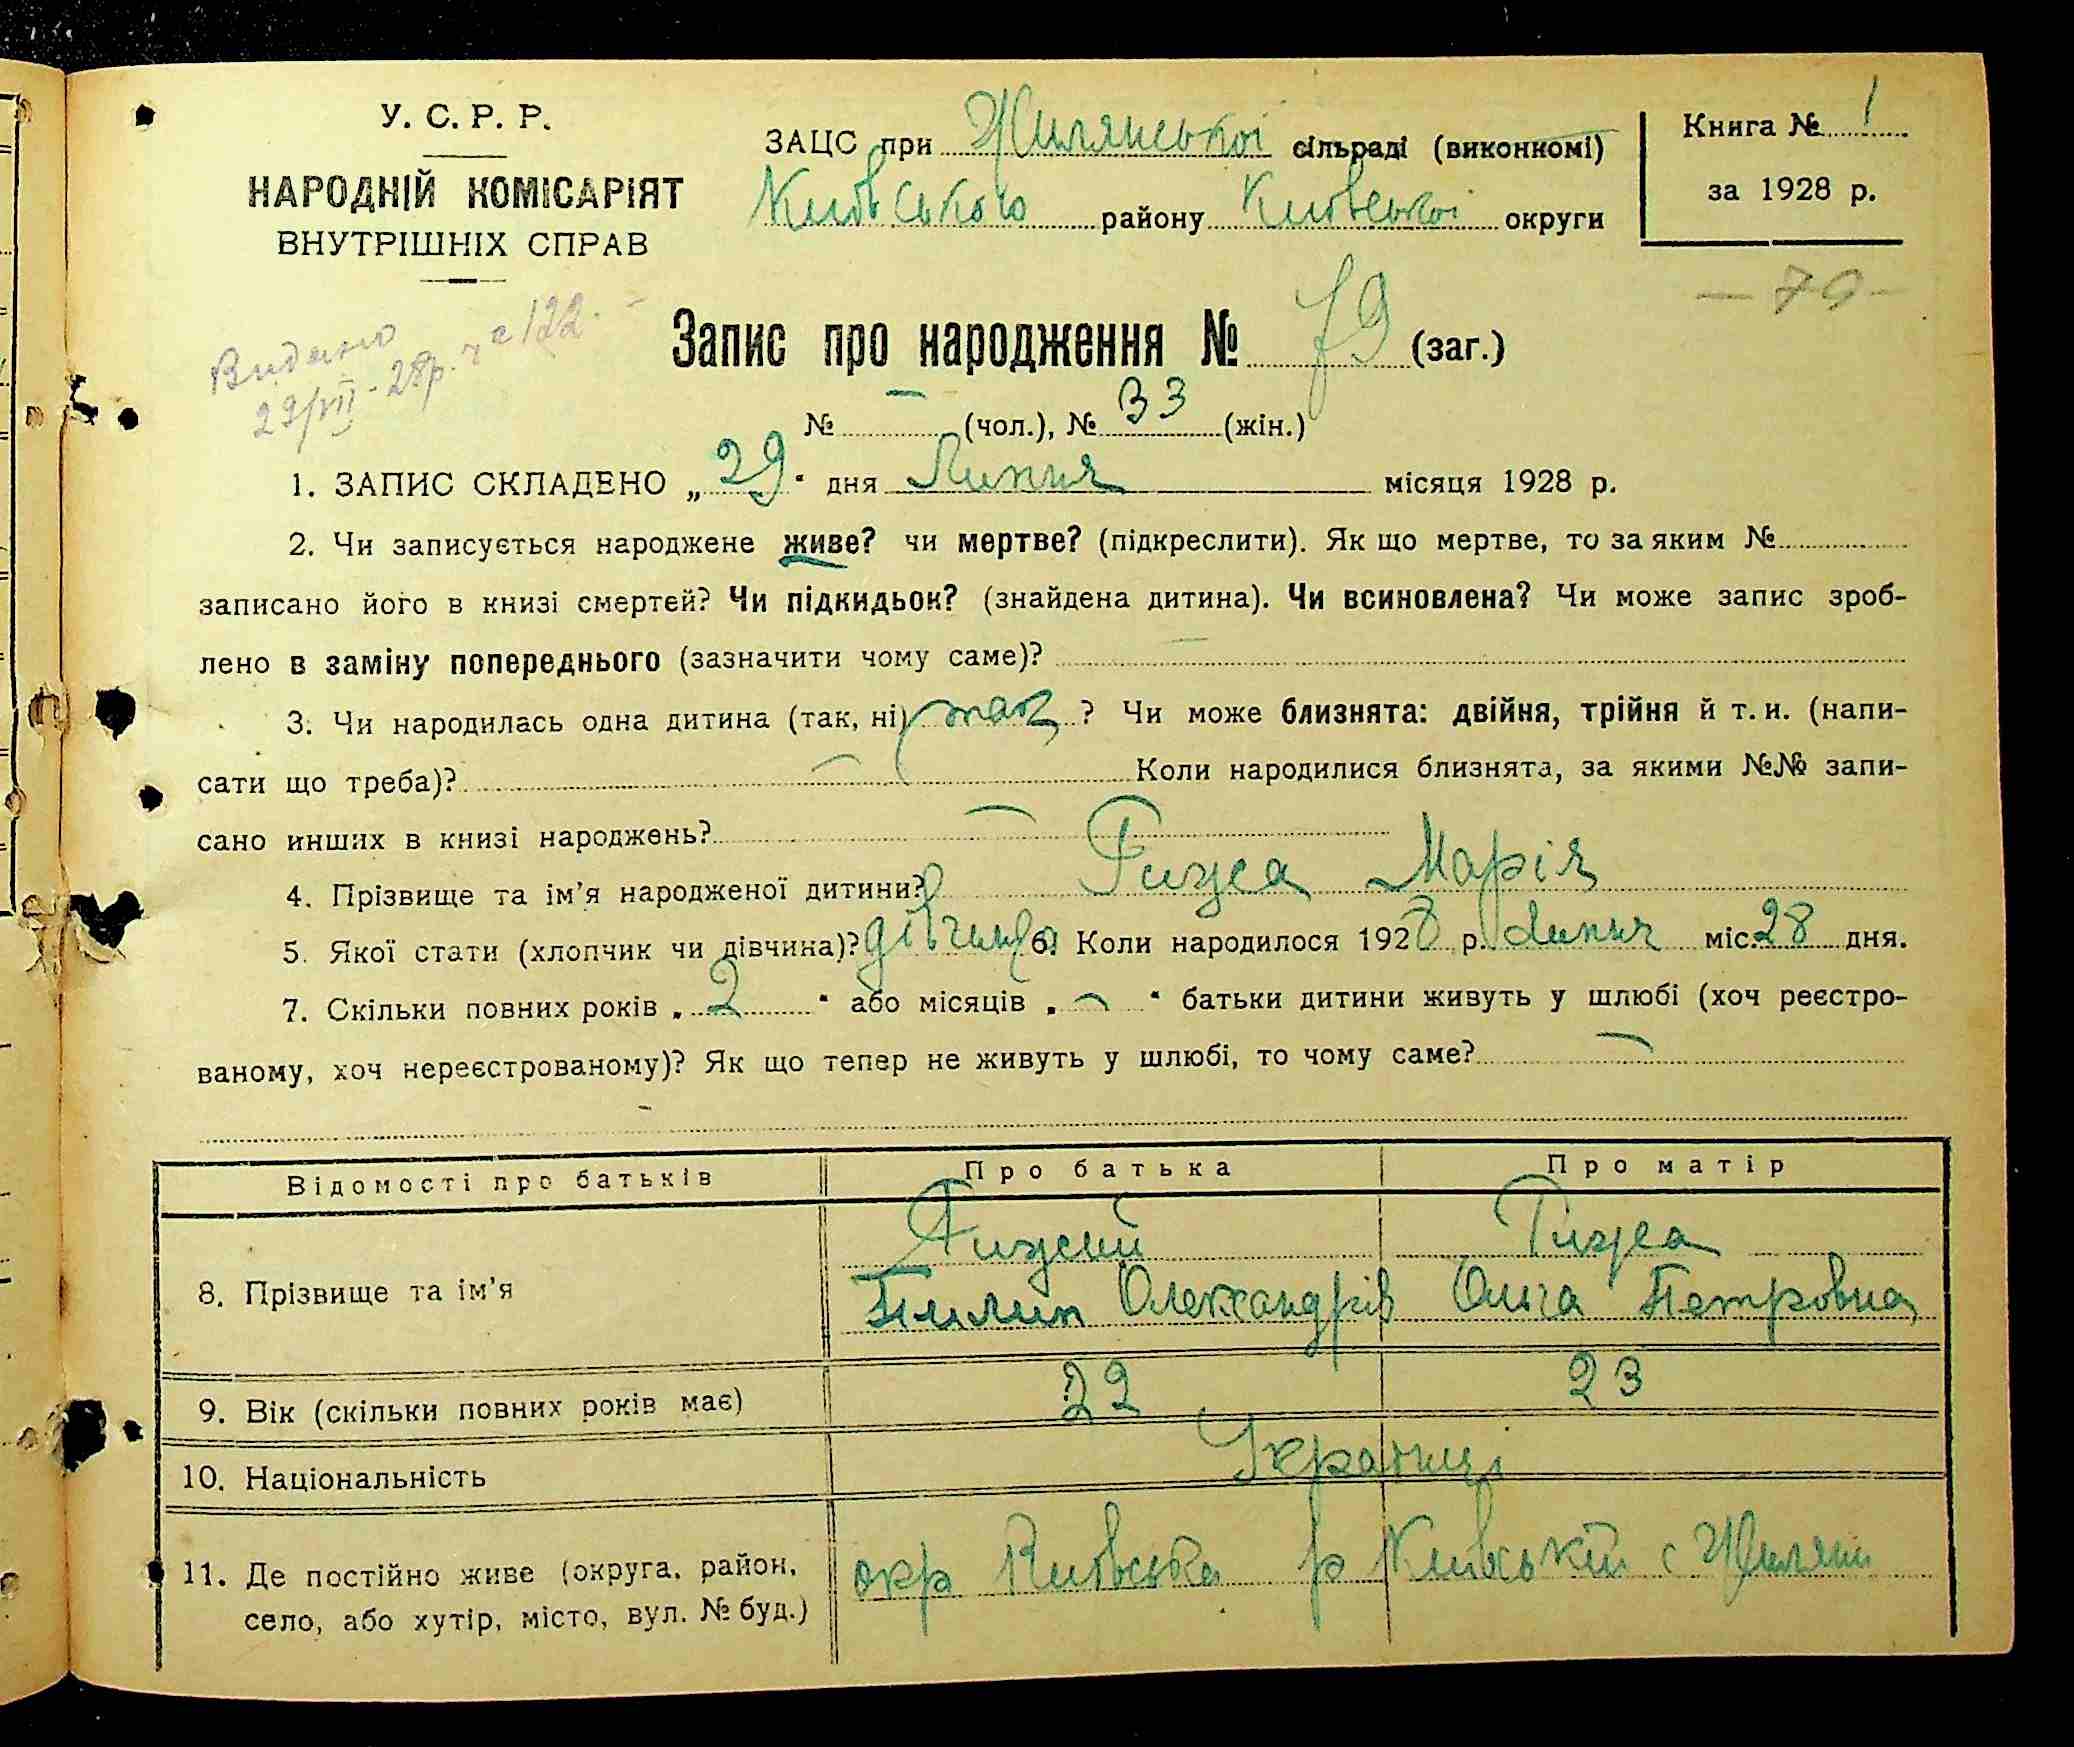 У. С. Р. Р.
НАРОДНІЙ КОМІСАРІЯТ
ВНУТРІШНІХ СПРАВ
ЗАЦС при Жилянської сільраді (виконкомі)
Київського району Київської округи
Книга № 1
за 1928 р.
— 79 —
Видано
29/VII - 28р. 122.
Запис про народження № 79 (заг.)
№ — (чол.), № 33 (жін.)
1. ЗАПИС СКЛАДЕНО „29" дня Липня місяця 1928 р.
2. Чи записується народжене живе? чи мертве? (підкреслити). Як що мертве, то за яким №
записано його в книзі смертей? Чи підкидьок? (знайдена дитина). Чи всиновлена? Чи може запис зроб-
лено в заміну попереднього (зазначити чому саме)? —
3. Чи народилась одна дитина (так, ні) так ? Чи може близнята: двійня, трійня й т. и. (напи-
сати що треба)? — Коли народилися близнята, за якими №№ запи-
сано инших в книзі народжень? —
4. Прізвище та ім'я народженої дитини? Марія
5. Якої стати (хлопчик чи дівчина)? дівчина 6. Коли народилося 1928 р. Липня міс. 28 дня.
7. Скільки повних років „2" або місяців „—" батьки дитини живуть у шлюбі (хоч реєстро-
ваному, хоч нереєстрованому)? Як що тепер не живуть у шлюбі, то чому саме? —
Відомості про батьків Про батька Про матір
8. Прізвище та ім'я
Пилип Олександрів Ольга Петровна
9. Вік (скільки повних років має) 22 23
10. Національність Українці
11. Де постійно живе (округа, район,
село, або хутір, місто, вул. № буд.)
окр Київська р Київський с Жиляни